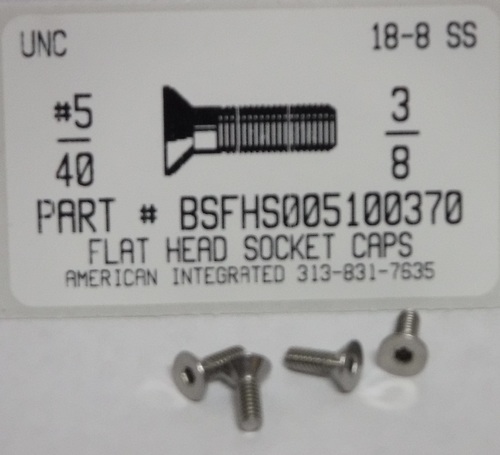 UNC 18-8 SS
#5/40 3/8
PART # BSFHS005100370
FLAT HEAD SOCKET CAPS
AMERICAN INTEGRATED 313-831-7635